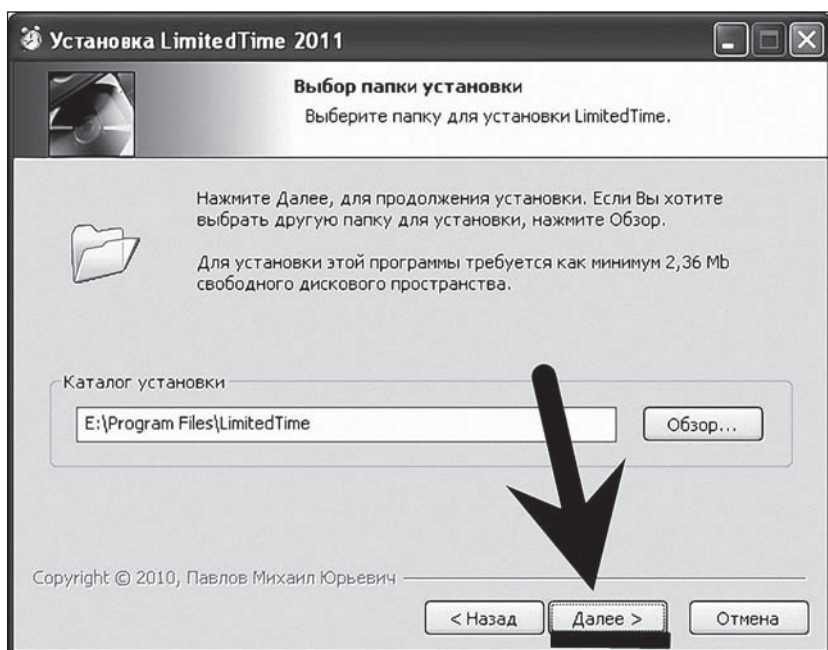 Установка LimitedTime 2011
Выбор папки установки
Выберите папку для установки LimitedTime.
Нажмите Далее, для продолжения установки. Если Вы хотите
выбрать другую папку для установки, нажмите Обзор.
Для установки этой программы требуется как минимум 2,36 Mb
свободного дискового пространства.
Каталог установки
E:\Program Files\LimitedTime
Обзор...
Copyright © 2010, Павлов Михаил Юрьевич
< Назад
Далее >
Отмена